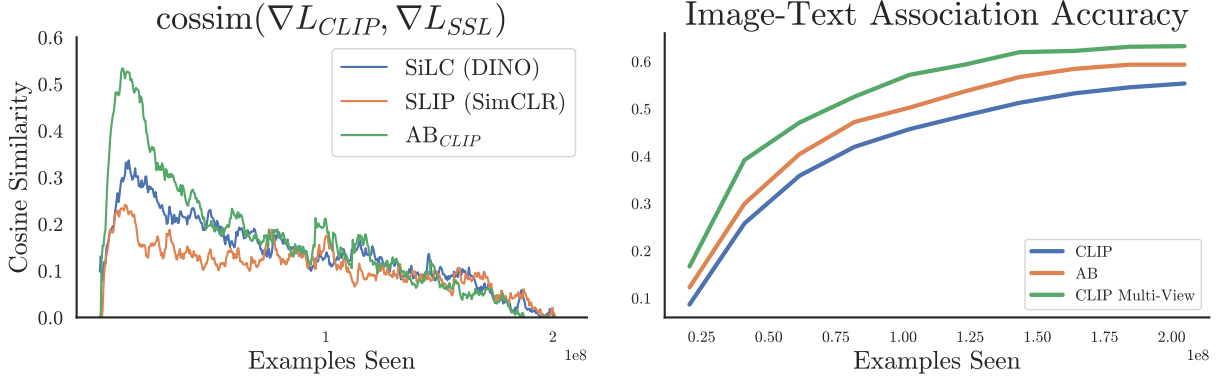 cossim(∇L_CLIP, ∇L_SSL)
0.6
0.5
0.4
0.3
0.2
0.1
0.0
Cosine Similarity
SiLC (DINO)
SLIP (SimCLR)
AB_CLIP
1
2
1e8
Examples Seen
Image-Text Association Accuracy
0.6
0.5
0.4
0.3
0.2
0.1
CLIP
AB
CLIP Multi-View
0.25
0.50
0.75
1.00
1.25
1.50
1.75
2.00
1e8
Examples Seen